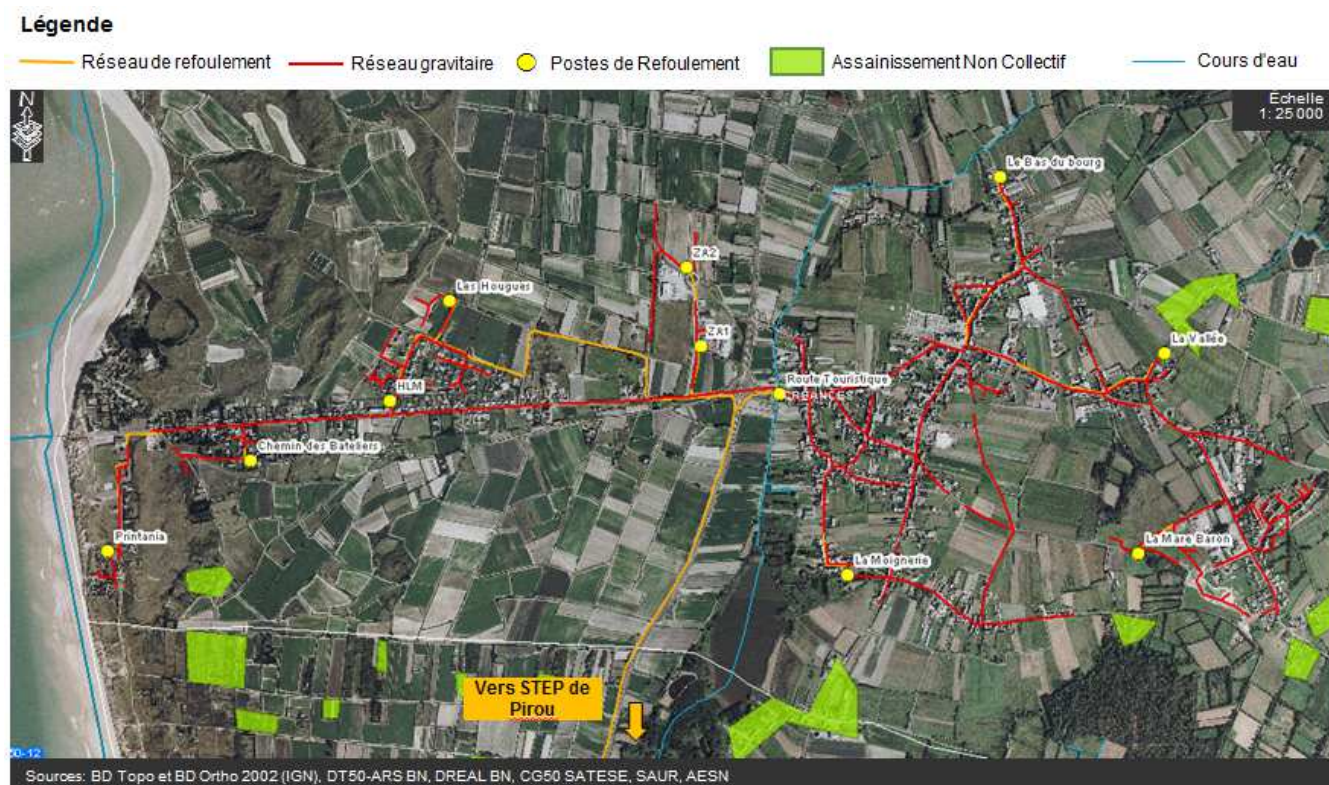 Légende
Réseau de refoulement
Réseau gravitaire
Postes de Refoulement
Assainissement Non Collectif
Cours d'eau
N
Échelle
1: 25 000
Le Bas du bourg
ZA2
Les Hougues
ZA1
La Vallée
Route Touristique
CREANCES
HLM
Chemin des Bateliers
Printania
La Mare Baron
La Moignerie
Vers STEP de
Pirou
50-12
Sources: BD Topo et BD Ortho 2002 (IGN), DT50-ARS BN, DREAL BN, CG50 SATESE, SAUR, AESN